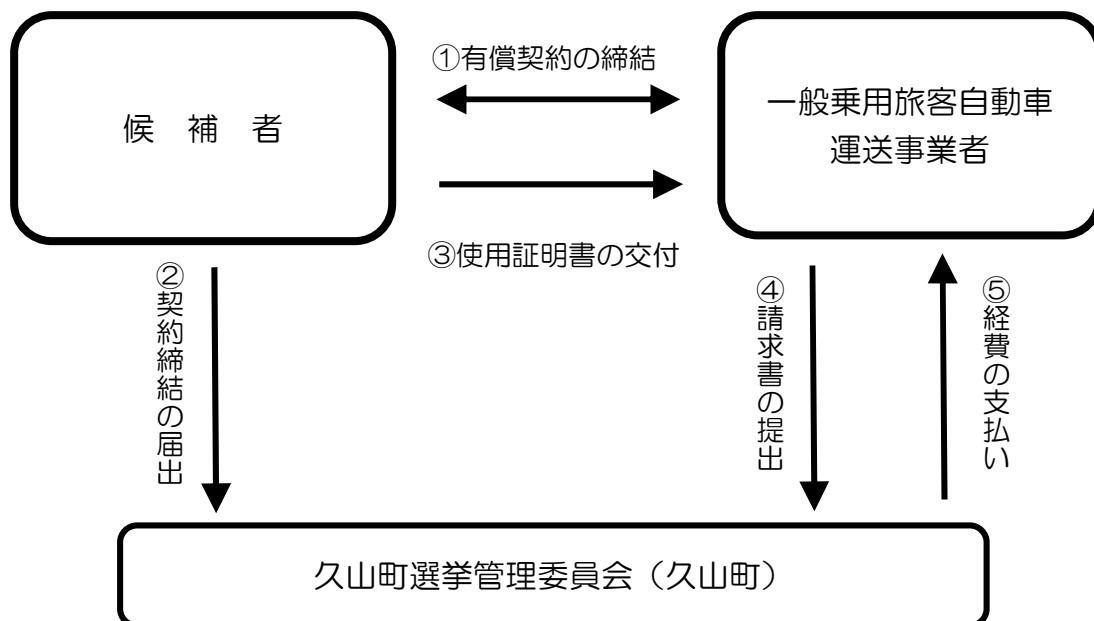 ①有償契約の締結
候　補　者
一般乗用旅客自動車
運送事業者
③使用証明書の交付
②契約締結の届出
④請求書の提出
⑤経費の支払い
久山町選挙管理委員会（久山町）